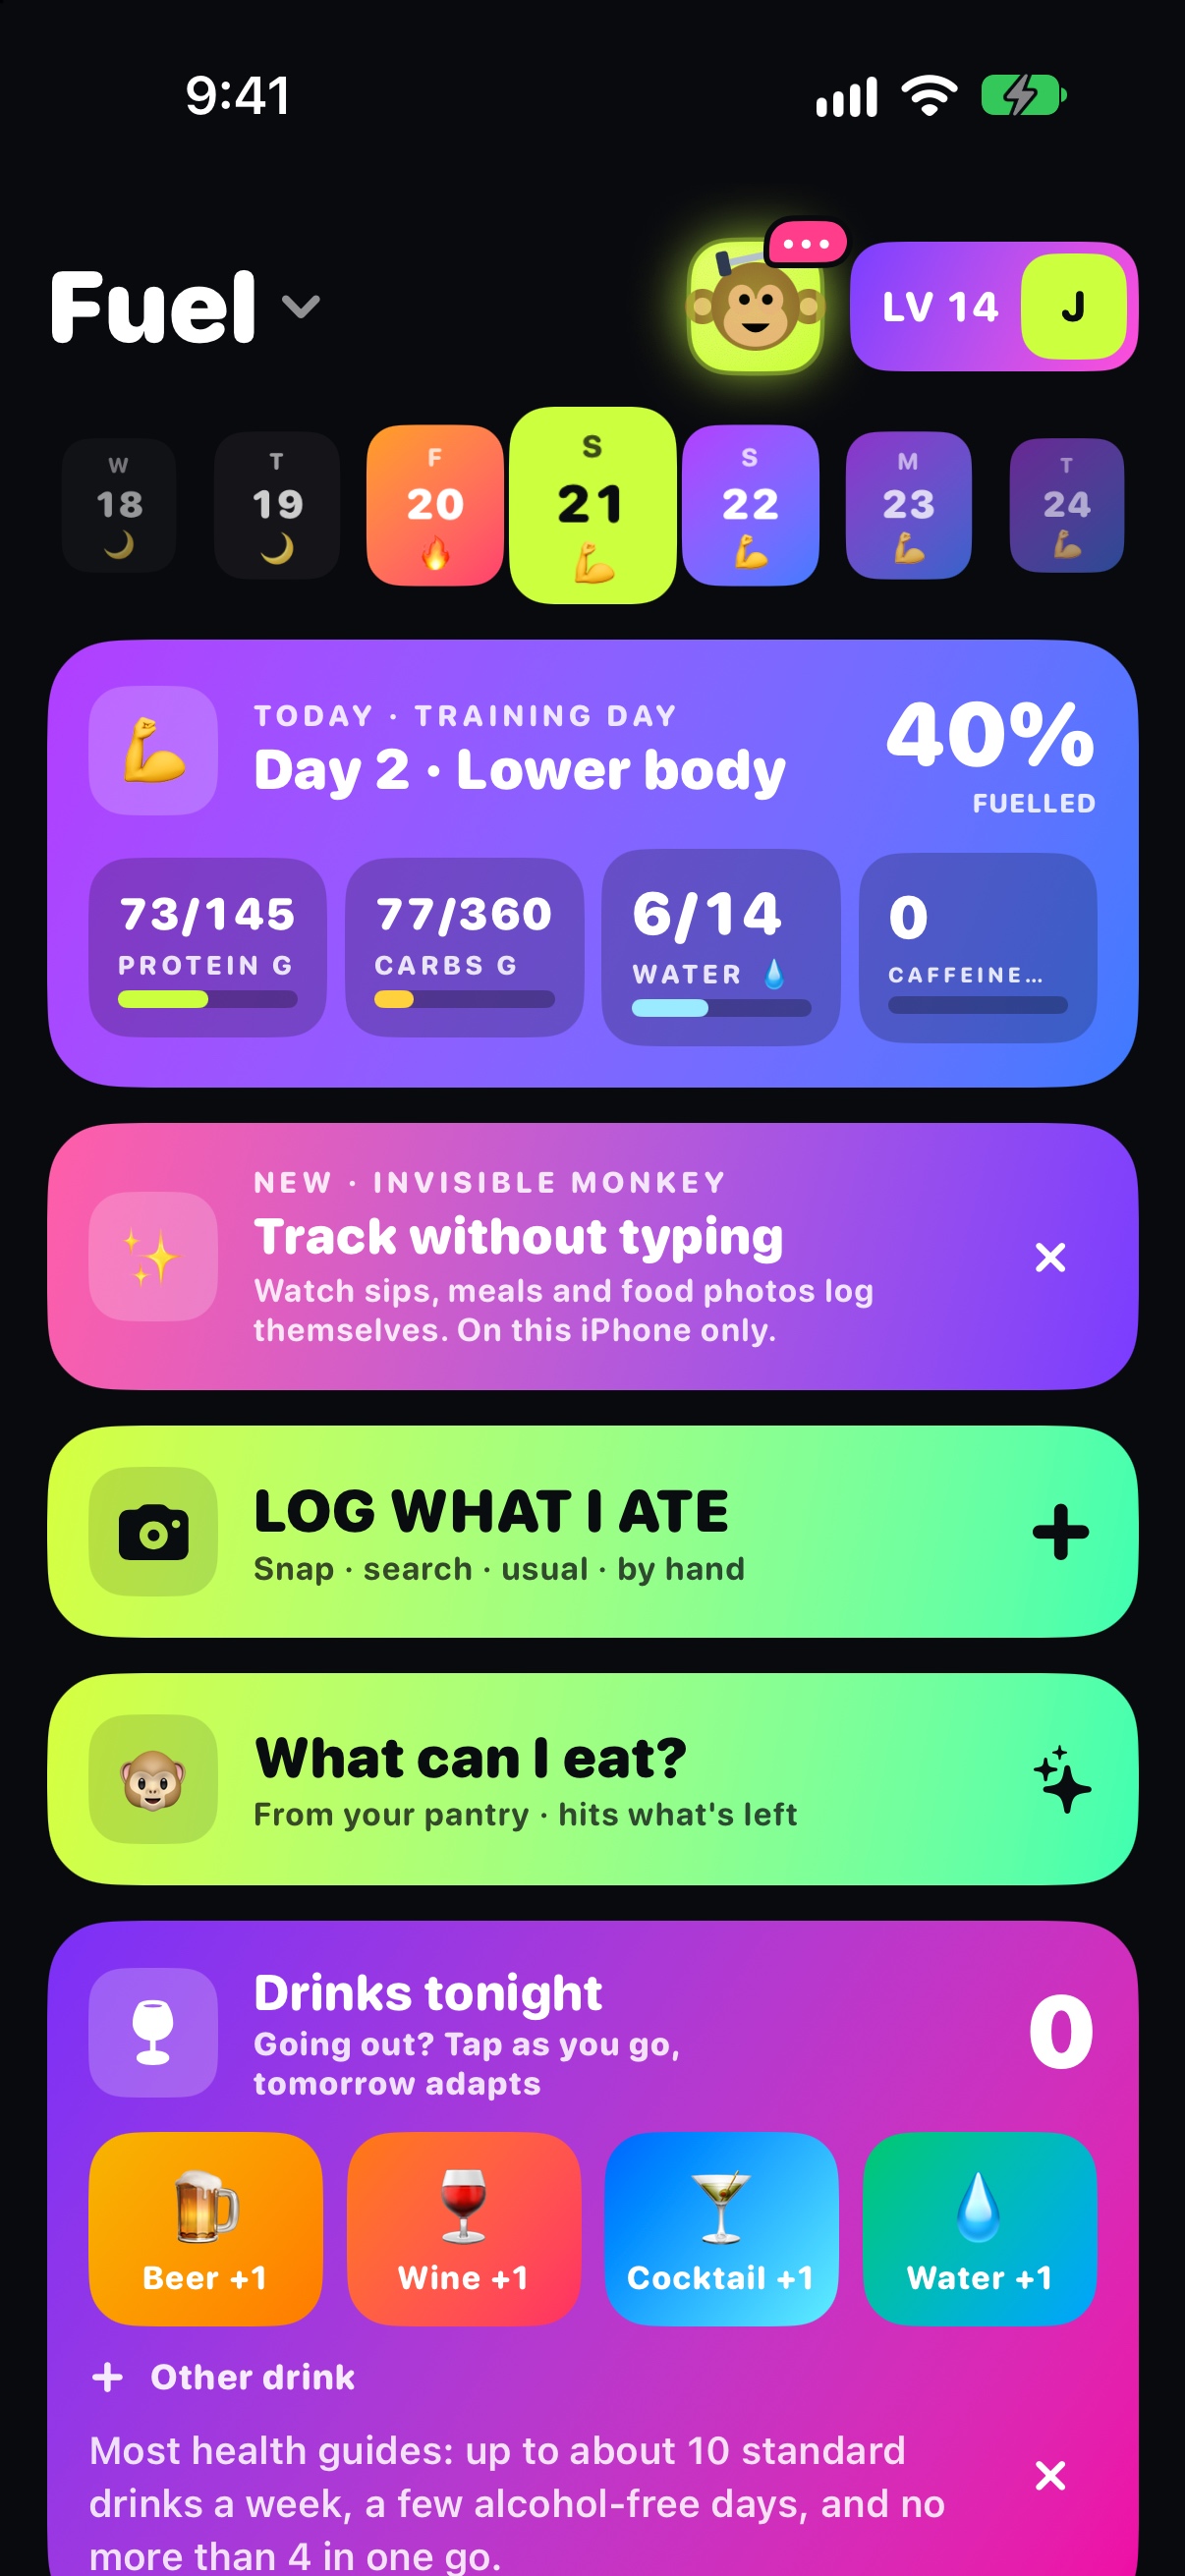 9:41
Fuel
LV 14 J
W T F S S M T
18 19 20 21 22 23 24
TODAY · TRAINING DAY
Day 2 · Lower body
40%
FUELLED
73/145
PROTEIN G
77/360
CARBS G
6/14
WATER
0
CAFFEINE...
NEW · INVISIBLE MONKEY
Track without typing
Watch sips, meals and food photos log
themselves. On this iPhone only.
LOG WHAT I ATE
Snap · search · usual · by hand
What can I eat?
From your pantry · hits what's left
Drinks tonight
Going out? Tap as you go,
tomorrow adapts
0
Beer +1
Wine +1
Cocktail +1
Water +1
Other drink
Most health guides: up to about 10 standard
drinks a week, a few alcohol-free days, and no
more than 4 in one go.